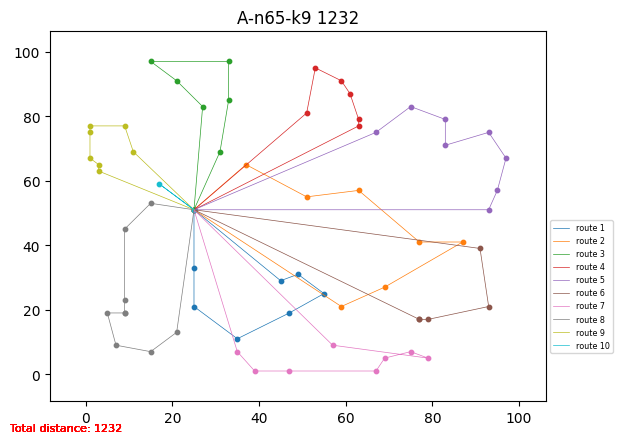 A-n65-k9 1232
100
80
60
40
20
0
0 20 40 60 80 100
route 1
route 2
route 3
route 4
route 5
route 6
route 7
route 8
route 9
route 10
Total distance: 1232